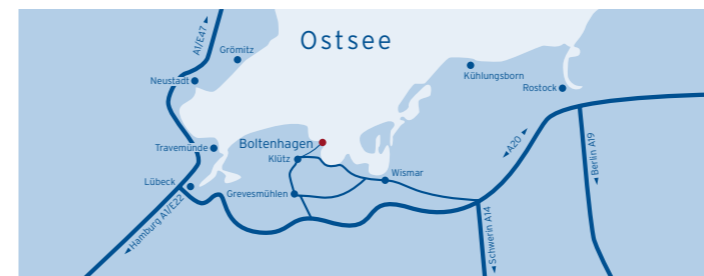 A1/E47 ▶
Ostsee
Grömitz
Neustadt
Kühlungsborn
Rostock
Travemünde
Boltenhagen
Klütz
Wismar
◀ A20 ▶
◀ Berlin A19
Lübeck
Grevesmühlen
◀ Hamburg A1/E22
◀ Schwerin A14